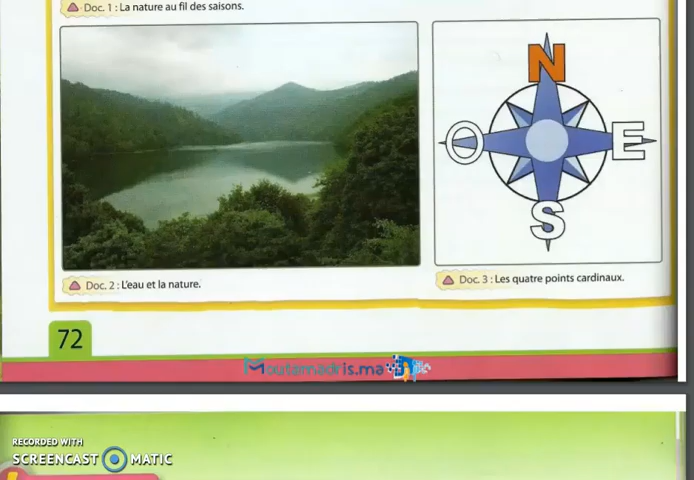 Doc. 1 : La nature au fil des saisons.
N
O
E
S
Doc. 2 : L'eau et la nature.
Doc. 3 : Les quatre points cardinaux.
72
Moutamadris.ma
RECORDED WITH
SCREENCAST MATIC